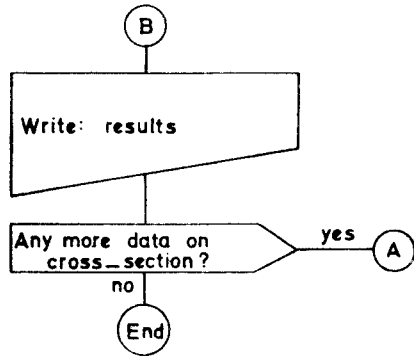 B
Write: results
Any more data on
cross_section?
yes
A
no
End